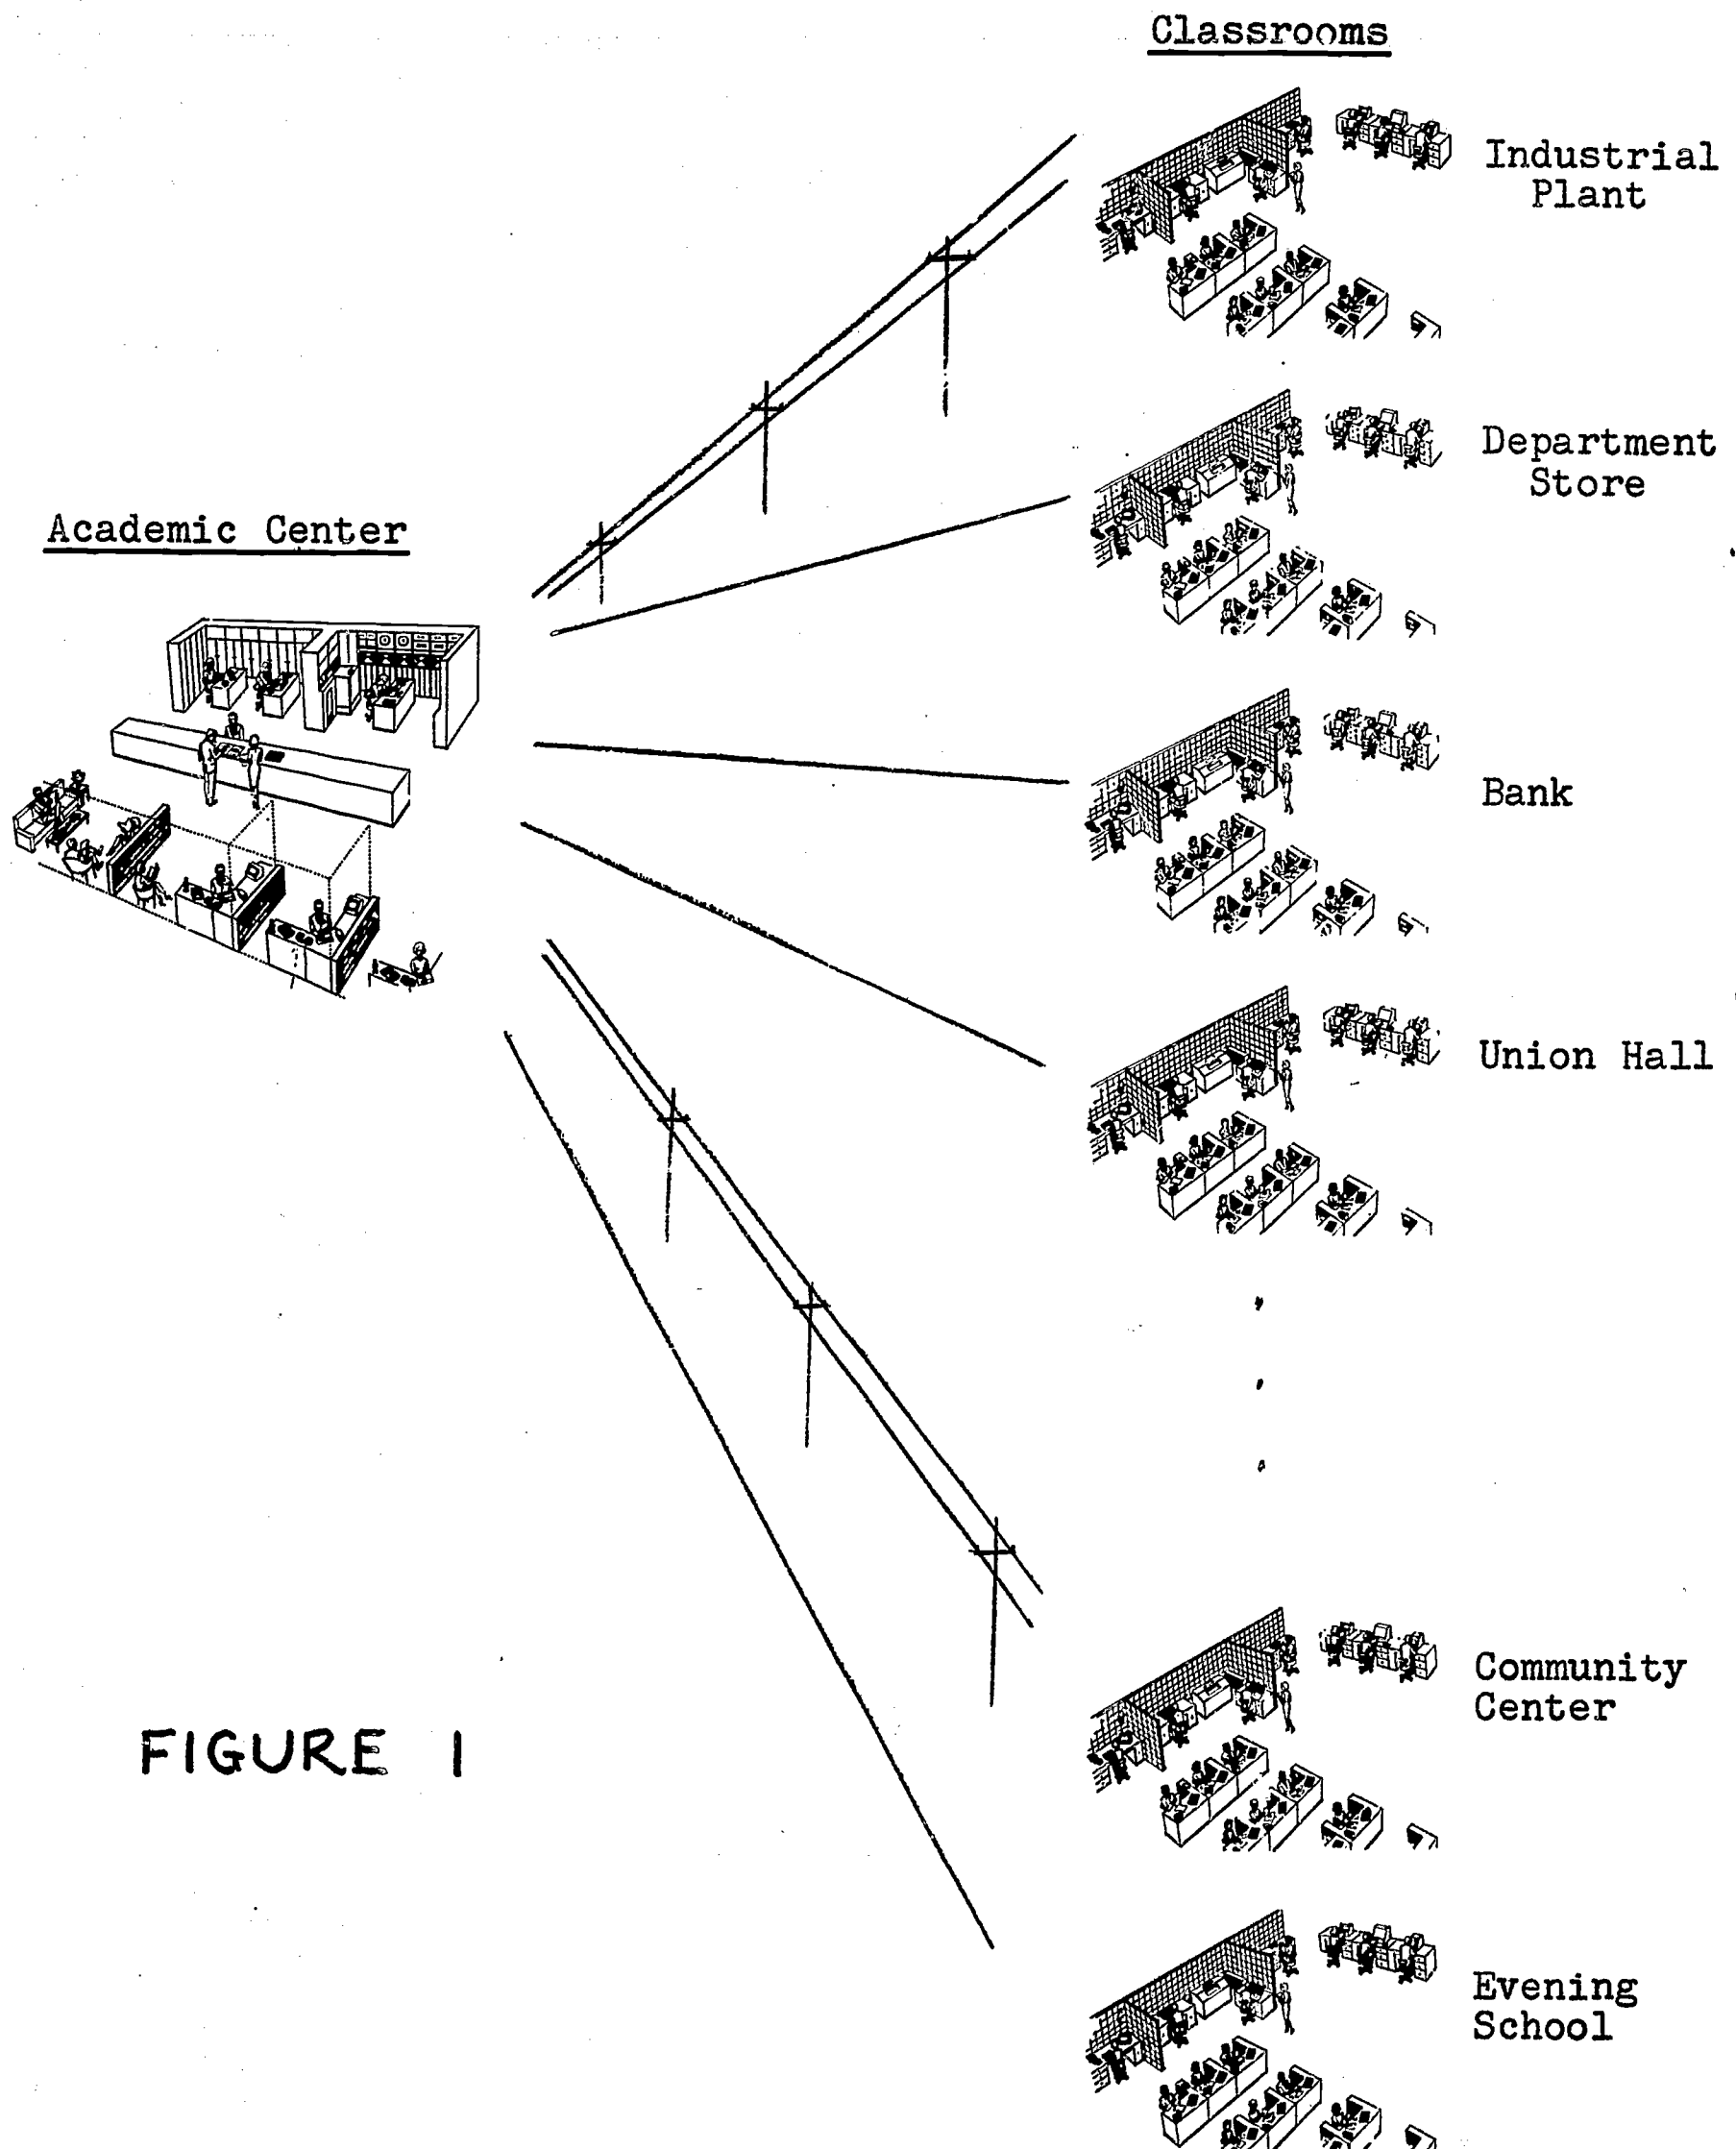 Classrooms
Industrial
Plant
Department
Store
Academic Center
Bank
Union Hall
Community
Center
FIGURE 1
Evening
School